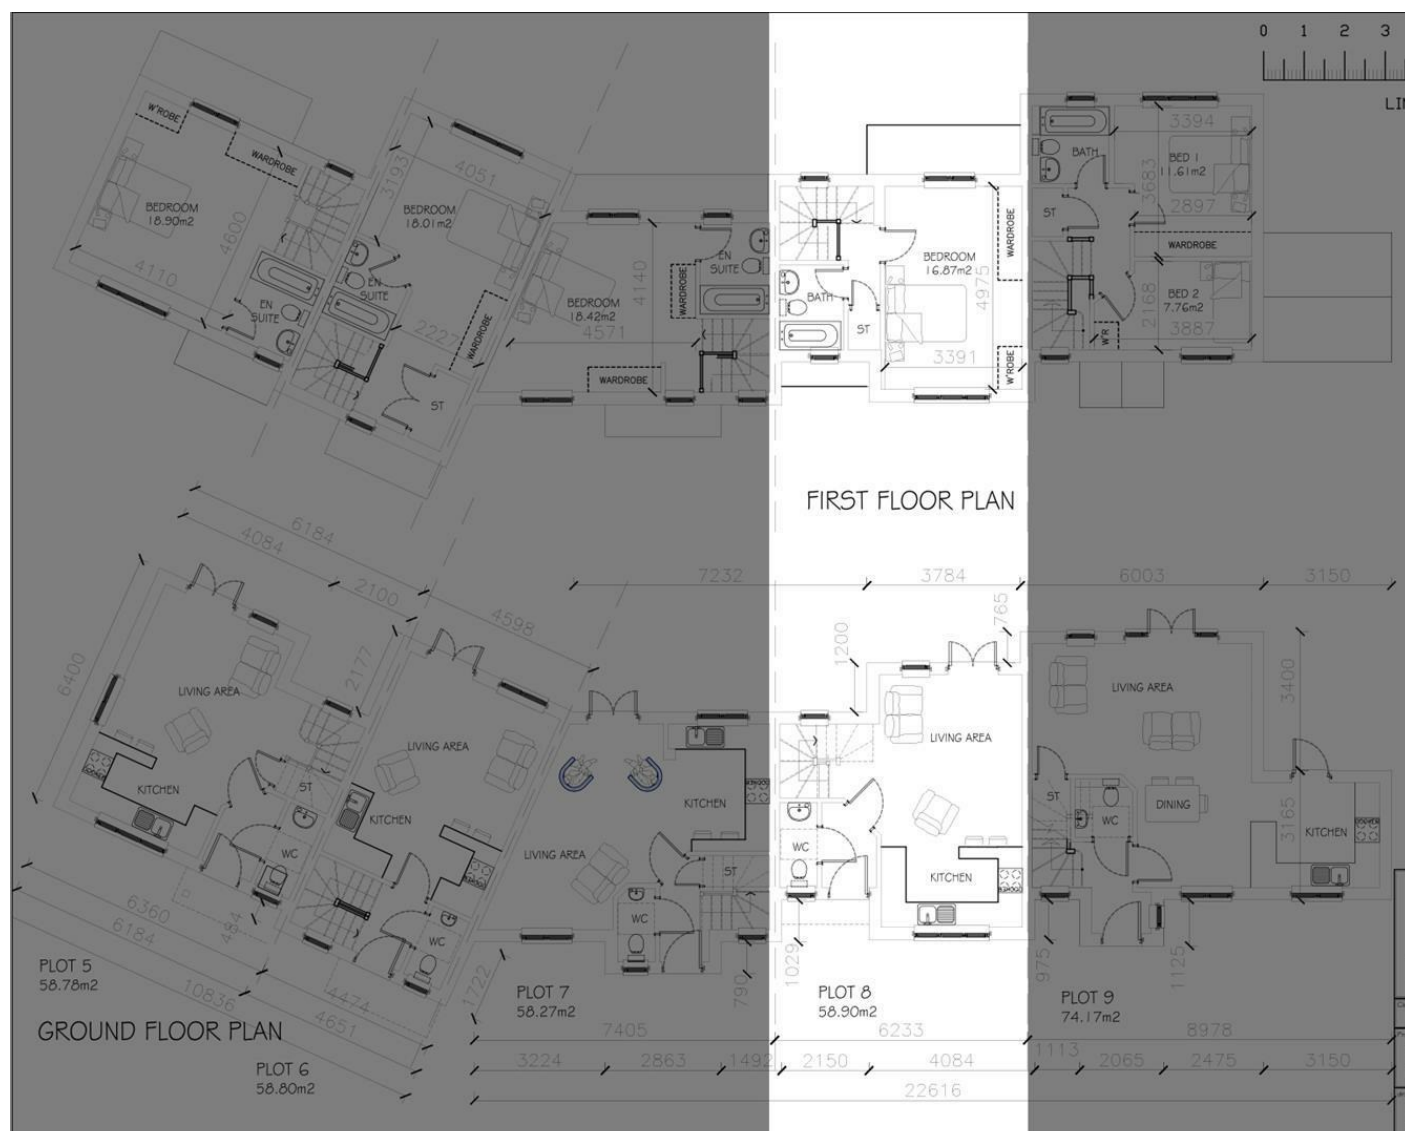 0 1 2 3
LIN
W'ROBE
WARDROBE
BEDROOM
18.90m2
4600
4110
EN
SUITE
3193
4051
BEDROOM
18.01m2
EN
SUITE
2227
WARDROBE
ST
BEDROOM
18.42m2
4571
4140
WARDROBE
WARDROBE
EN
SUITE
BATH
ST
BEDROOM
16.87m2
4975
3391
WARDROBE
W'ROBE
BATH
ST
3394
BED 1
11.61m2
3683
2897
WARDROBE
BED 2
7.76m2
2168
3887
W'R
FIRST FLOOR PLAN
6184
4084
2100
4598
7232
3784
6003
3150
765
1200
6400
2177
LIVING AREA
KITCHEN
ST
WC
LIVING AREA
KITCHEN
WC
LIVING AREA
KITCHEN
ST
WC
LIVING AREA
WC
KITCHEN
LIVING AREA
ST
WC
DINING
KITCHEN
3400
3165
6360
6184
10836
494
4474
4651
1722
790
1029
975
1125
PLOT 5
58.78m2
PLOT 7
58.27m2
PLOT 8
58.90m2
PLOT 9
74.17m2
GROUND FLOOR PLAN
PLOT 6
58.80m2
7405
6233
8978
3224
2863
1492
2150
4084
1113
2065
2475
3150
22616